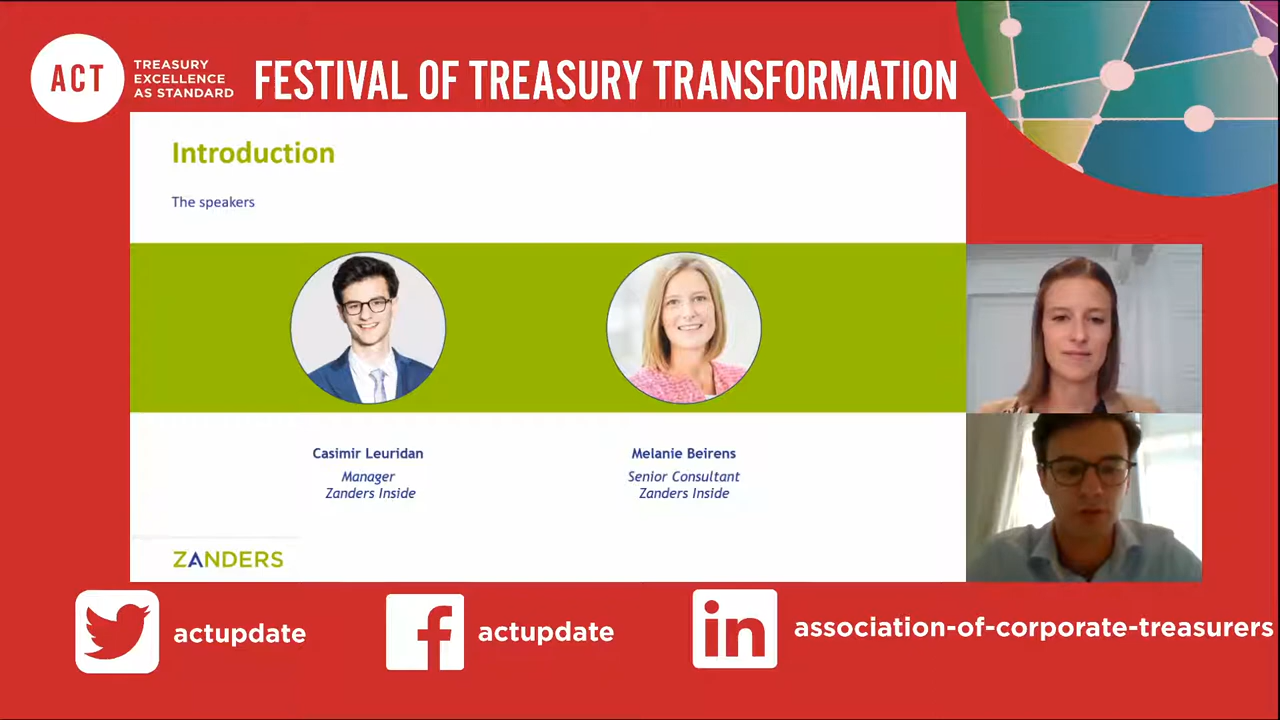 ACT
TREASURY
EXCELLENCE
AS STANDARD
FESTIVAL OF TREASURY TRANSFORMATION
Introduction
The speakers
Casimir Leuridan
Manager
Zanders Inside
Melanie Beirens
Senior Consultant
Zanders Inside
ZANDERS
actupdate
actupdate
in
association-of-corporate-treasurers